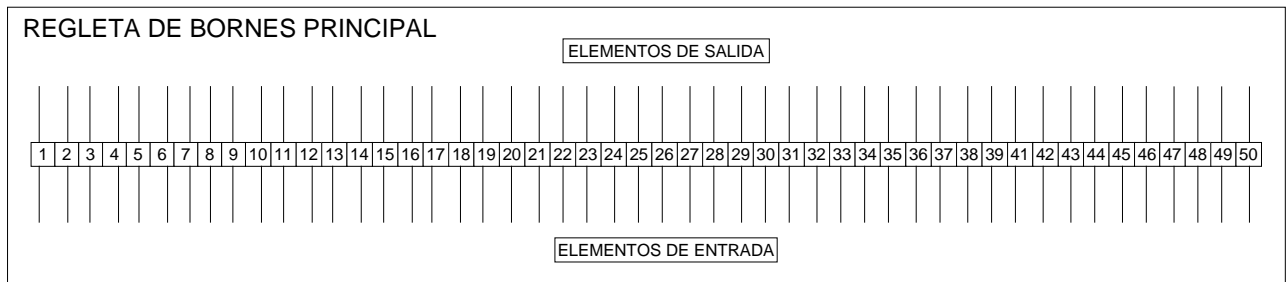 REGLETA DE BORNES PRINCIPAL
ELEMENTOS DE SALIDA
1 2 3 4 5 6 7 8 9 10 11 12 13 14 15 16 17 18 19 20 21 22 23 24 25 26 27 28 29 30 31 32 33 34 35 36 37 38 39 41 42 43 44 45 46 47 48 49 50
ELEMENTOS DE ENTRADA